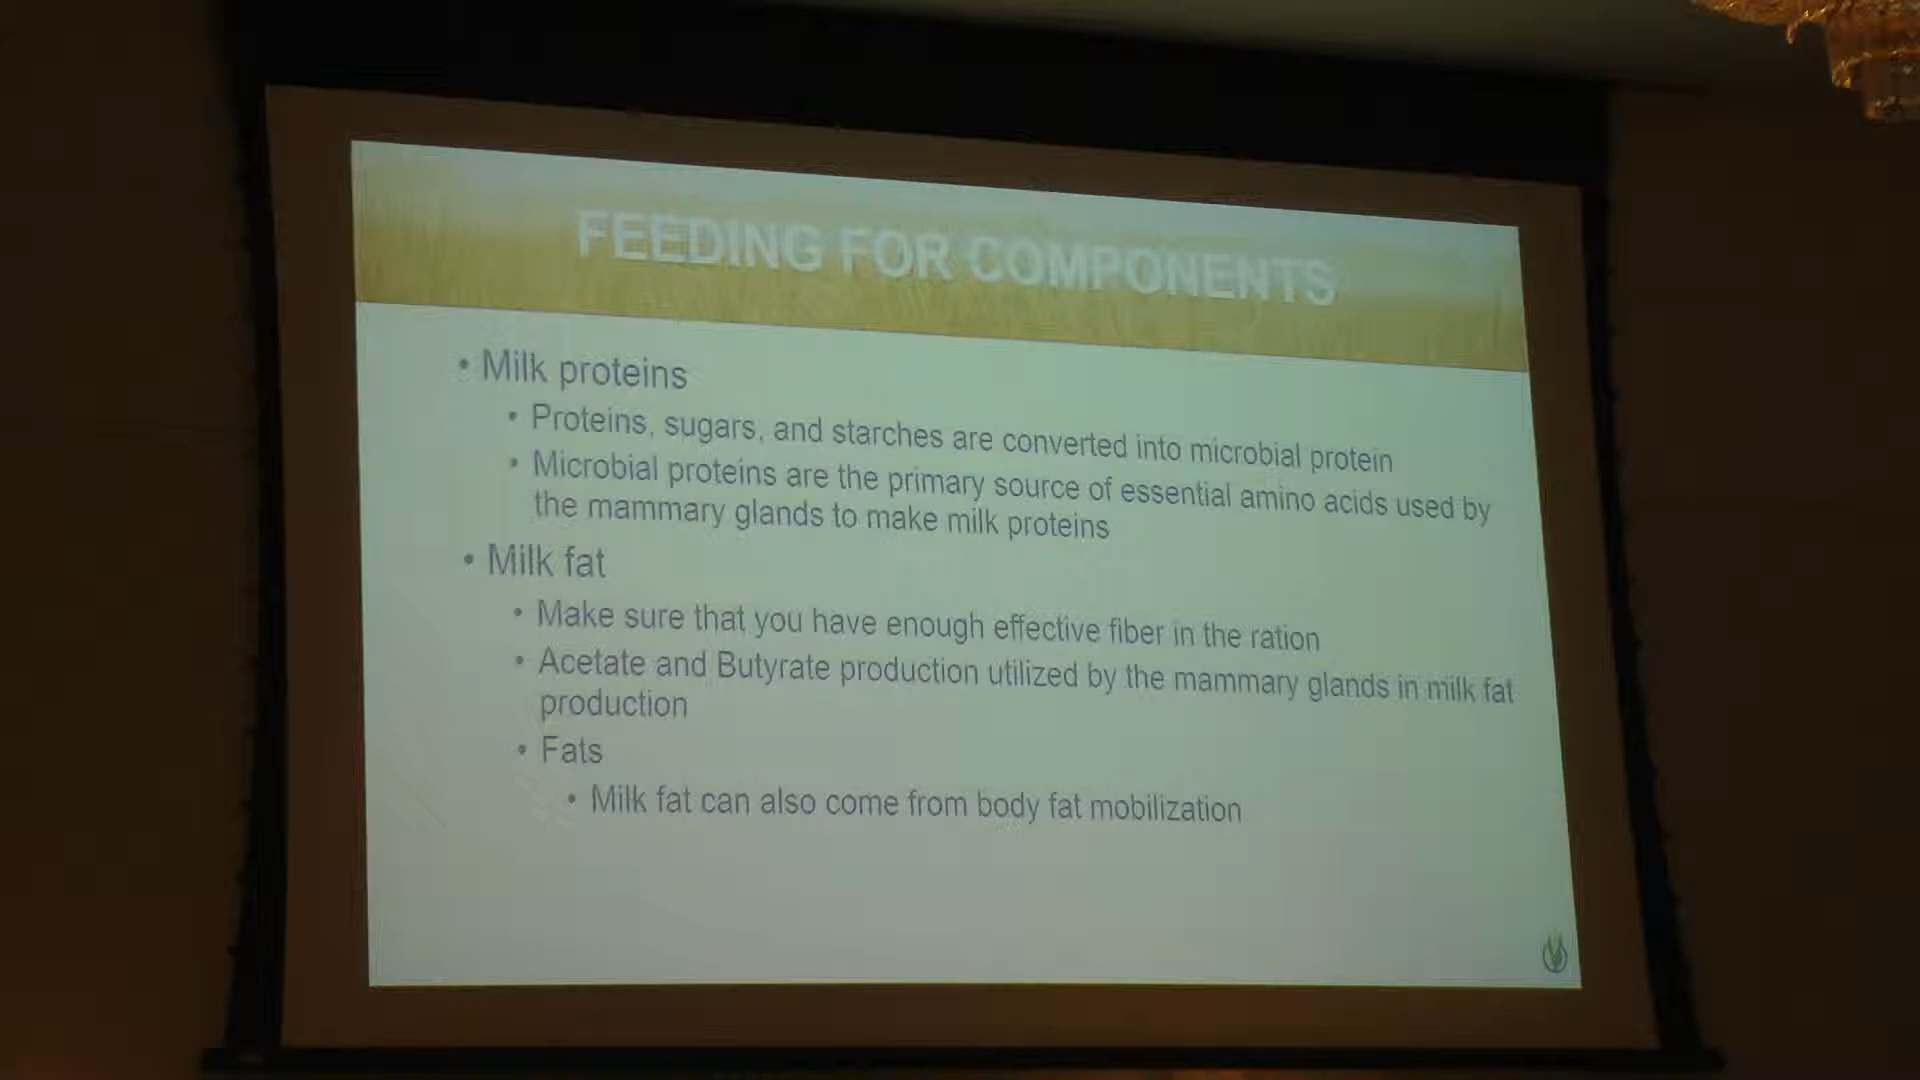 FEEDING FOR COMPONENTS
• Milk proteins
• Proteins, sugars, and starches are converted into microbial protein
• Microbial proteins are the primary source of essential amino acids used by
the mammary glands to make milk proteins
• Milk fat
• Make sure that you have enough effective fiber in the ration
• Acetate and Butyrate production utilized by the mammary glands in milk fat
production
• Fats
• Milk fat can also come from body fat mobilization